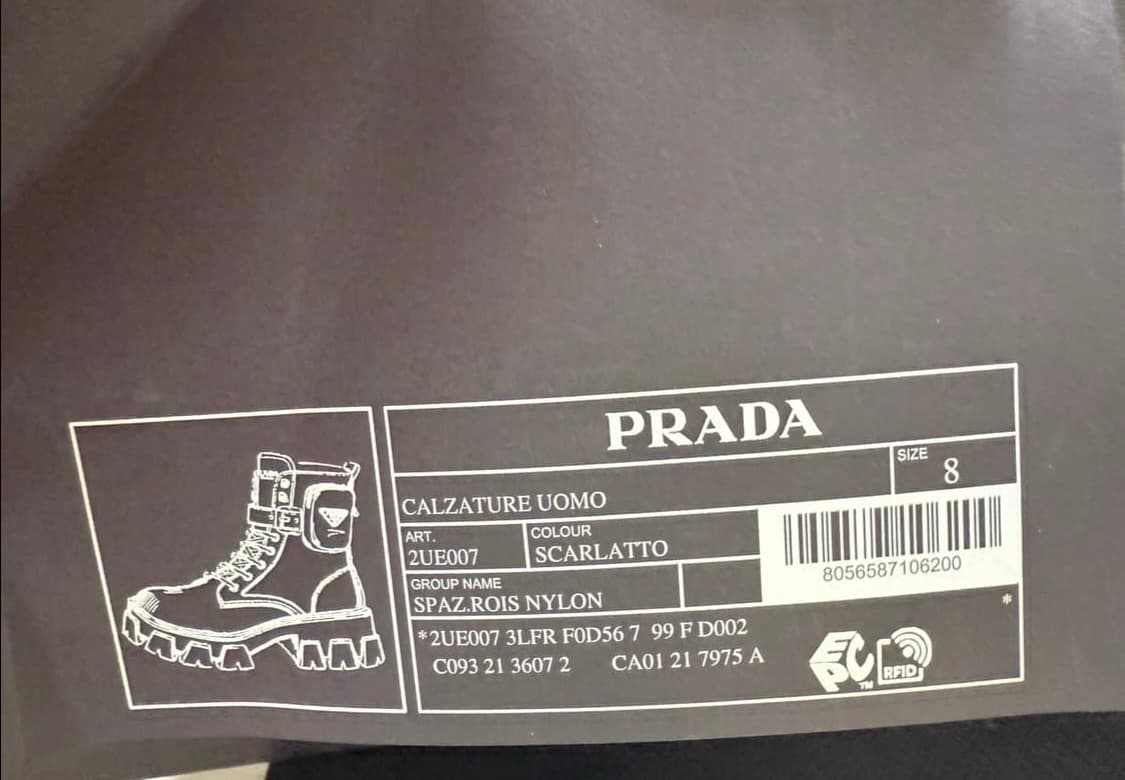 PRADA
SIZE
8
CALZATURE UOMO
ART.
2UE007
COLOUR
SCARLATTO
8056587106200
GROUP NAME
SPAZ.ROIS NYLON
*2UE007 3LFR F0D56 7 99 F D002
*
C093 21 3607 2 CA01 21 7975 A
EPC™
RFID